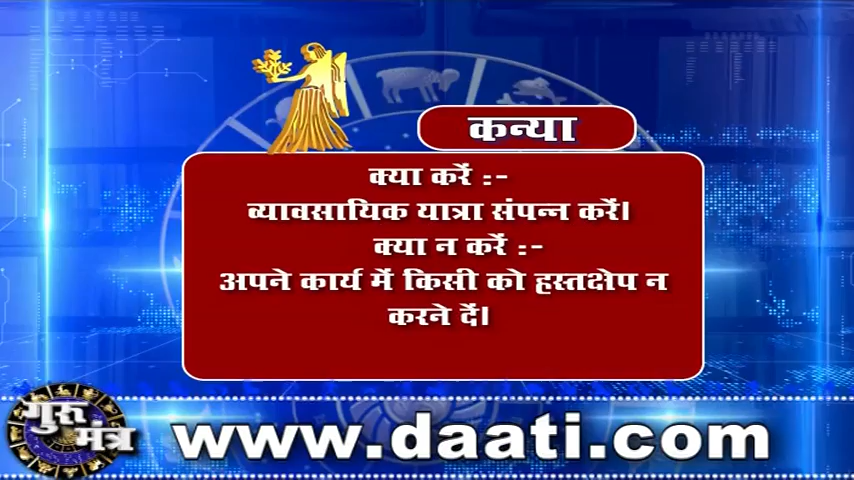 कन्या
क्या करें :-
व्यावसायिक यात्रा संपन्न करें।
क्या न करें :-
अपने कार्य में किसी को हस्तक्षेप न
करने दें।
गुरू
मंत्र
www.daati.com